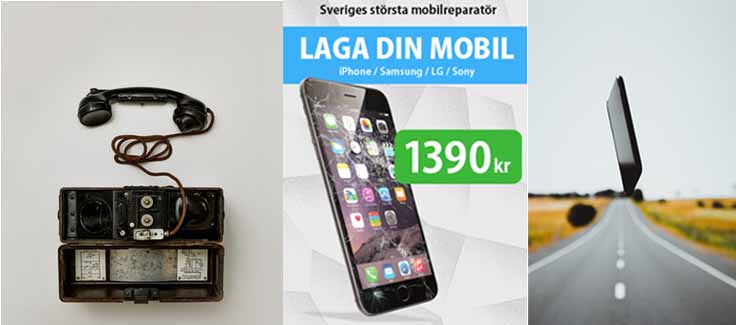 Sveriges största mobilreparatör
LAGA DIN MOBIL
iPhone / Samsung / LG / Sony
1390 kr